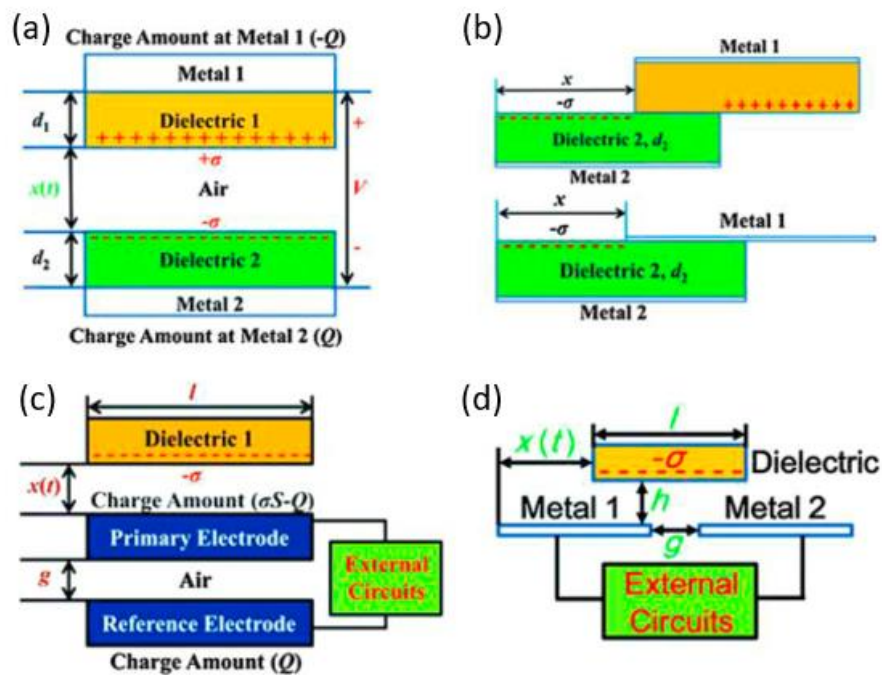 (a)
Charge Amount at Metal 1 (-Q)
Metal 1
d₁
Dielectric 1
+ + + + + + + + + + + + +
+
+σ
x(t)
Air
V
-σ
-
d₂
Dielectric 2
Metal 2
Charge Amount at Metal 2 (Q)
(b)
Metal 1
x
-σ
+ + + + + + + + + +
Dielectric 2, d₂
Metal 2
x
-σ
Metal 1
Dielectric 2, d₂
Metal 2
(c)
l
Dielectric 1
-σ
x(t)
Charge Amount (σS-Q)
Primary Electrode
g
Air
External
Circuits
Reference Electrode
Charge Amount (Q)
(d)
l
x(t)
-σ
Dielectric
h
Metal 1
Metal 2
g
External
Circuits